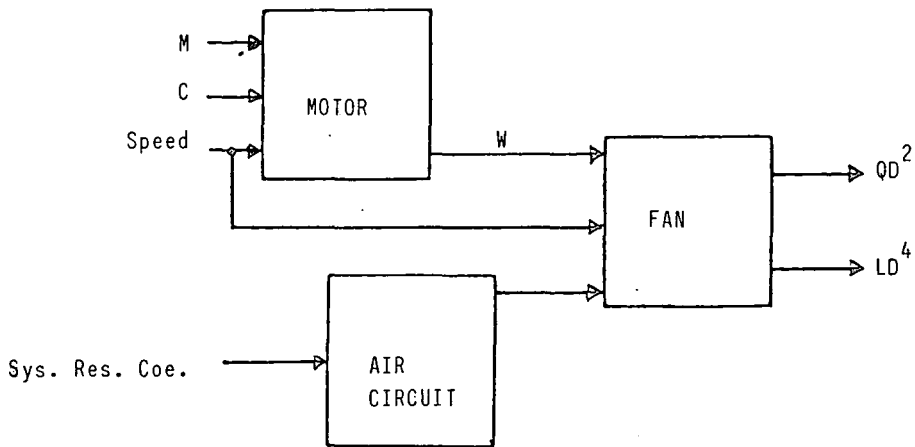 M
C
Speed
MOTOR
W
FAN
QD²
LD⁴
Sys. Res. Coe.
AIR
CIRCUIT